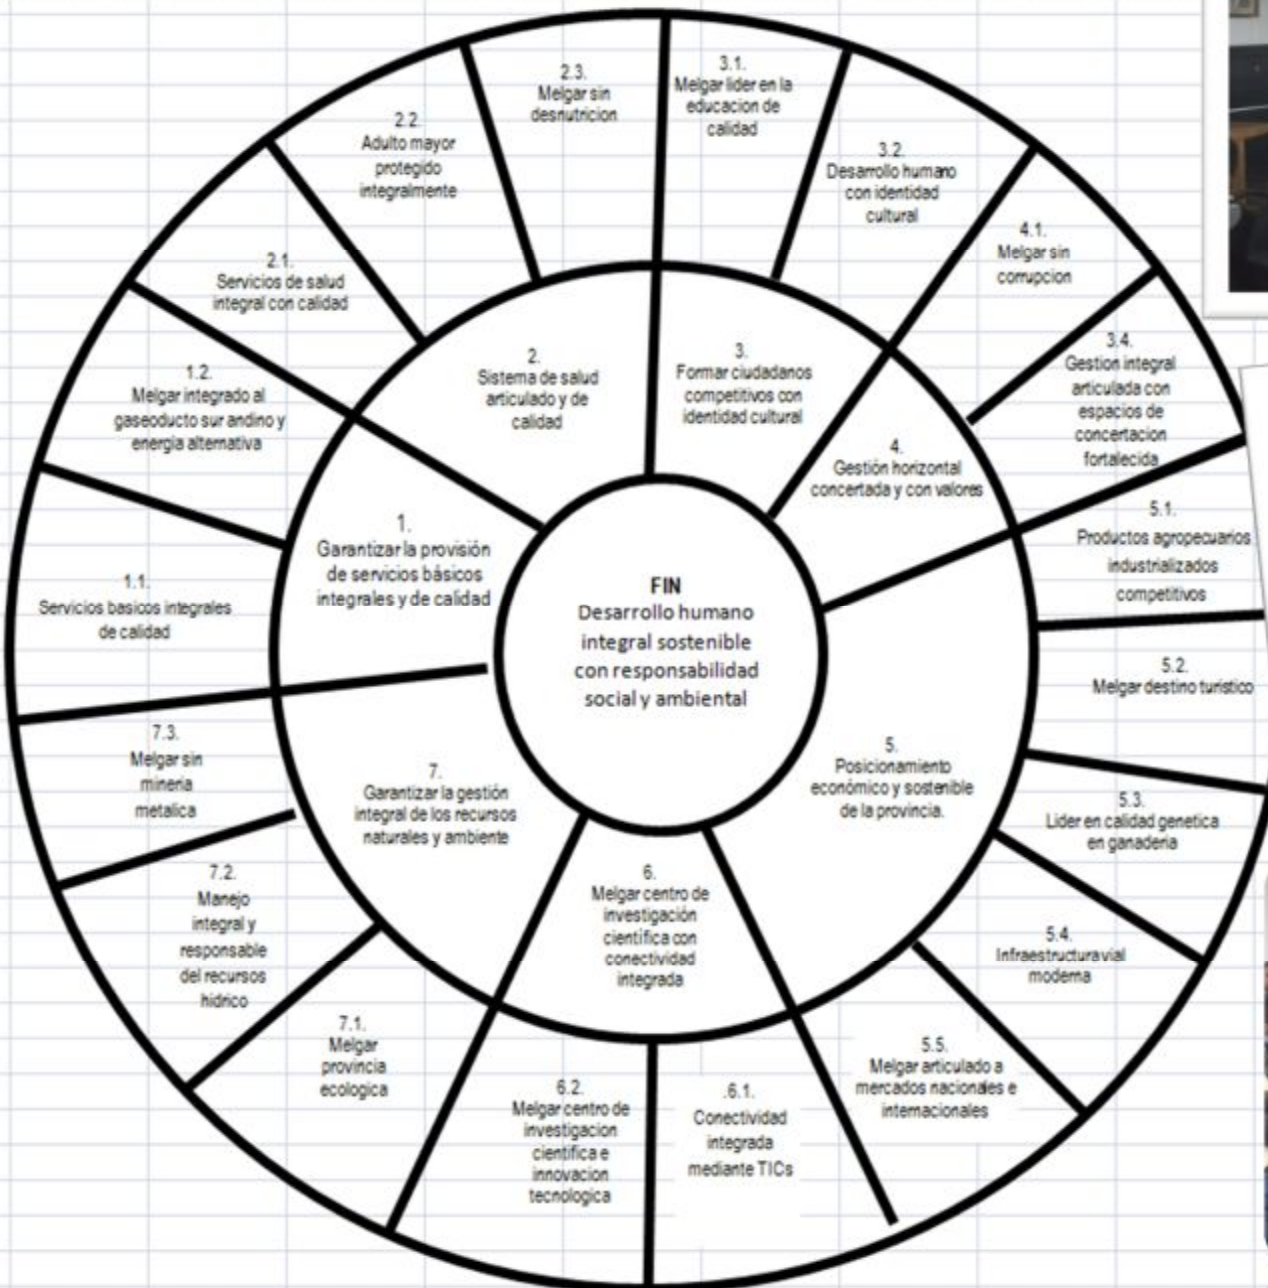 FIN
Desarrollo humano
integral sostenible
con responsabilidad
social y ambiental
1.
Garantizar la provisión
de servicios básicos
integrales y de calidad
2.
Sistema de salud
articulado y de
calidad
3.
Formar ciudadanos
competitivos con
identidad cultural
4.
Gestión horizontal
concertada y con valores
5.
Posicionamiento
económico y sostenible
de la provincia.
6.
Melgar centro de
investigación
científica con
conectividad
integrada
7.
Garantizar la gestión
integral de los recursos
naturales y ambiente
1.1.
Servicios basicos integrales
de calidad
1.2.
Melgar integrado al
gaseoducto sur andino y
energia alternativa
2.1.
Servicios de salud
integral con calidad
2.2.
Adulto mayor
protegido
integralmente
2.3.
Melgar sin
desnutricion
3.1.
Melgar lider en la
educacion de
calidad
3.2.
Desarrollo humano
con identidad
cultural
4.1.
Melgar sin
corrupcion
3.4.
Gestion integral
articulada con
espacios de
concertacion
fortalecida
5.1.
Productos agropecuarios
industrializados
competitivos
5.2.
Melgar destino turistico
5.3.
Lider en calidad genetica
en ganaderia
5.4.
Infraestructura vial
moderna
5.5.
Melgar articulado a
mercados nacionales e
internacionales
.6.1.
Conectividad
integrada
mediante TICs
6.2.
Melgar centro de
investigacion
cientifica e
innovacion
tecnologica
7.1.
Melgar
provincia
ecologica
7.2.
Manejo
integral y
responsable
del recursos
hidrico
7.3.
Melgar sin
mineria
metalica